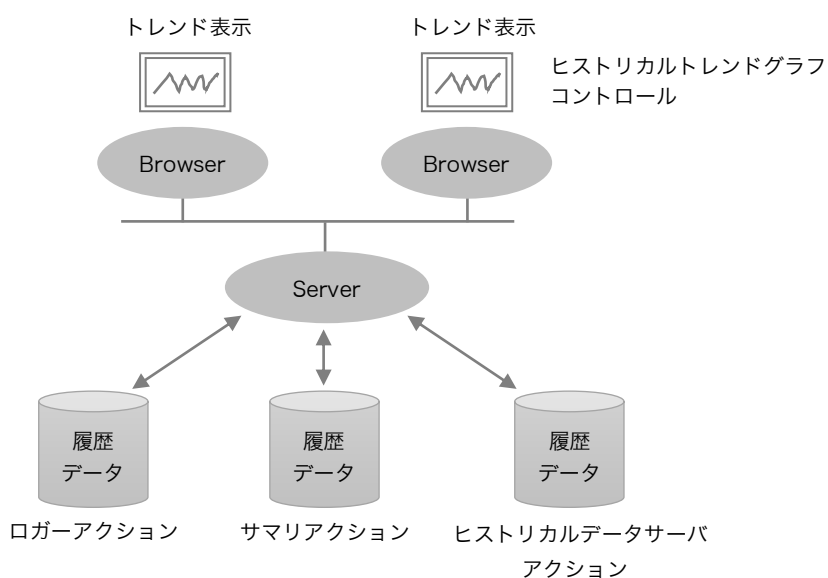 トレンド表示
トレンド表示
ヒストリカルトレンドグラフ
コントロール
Browser
Browser
Server
履歴
データ
履歴
データ
履歴
データ
ロガーアクション
サマリアクション
ヒストリカルデータサーバ
アクション